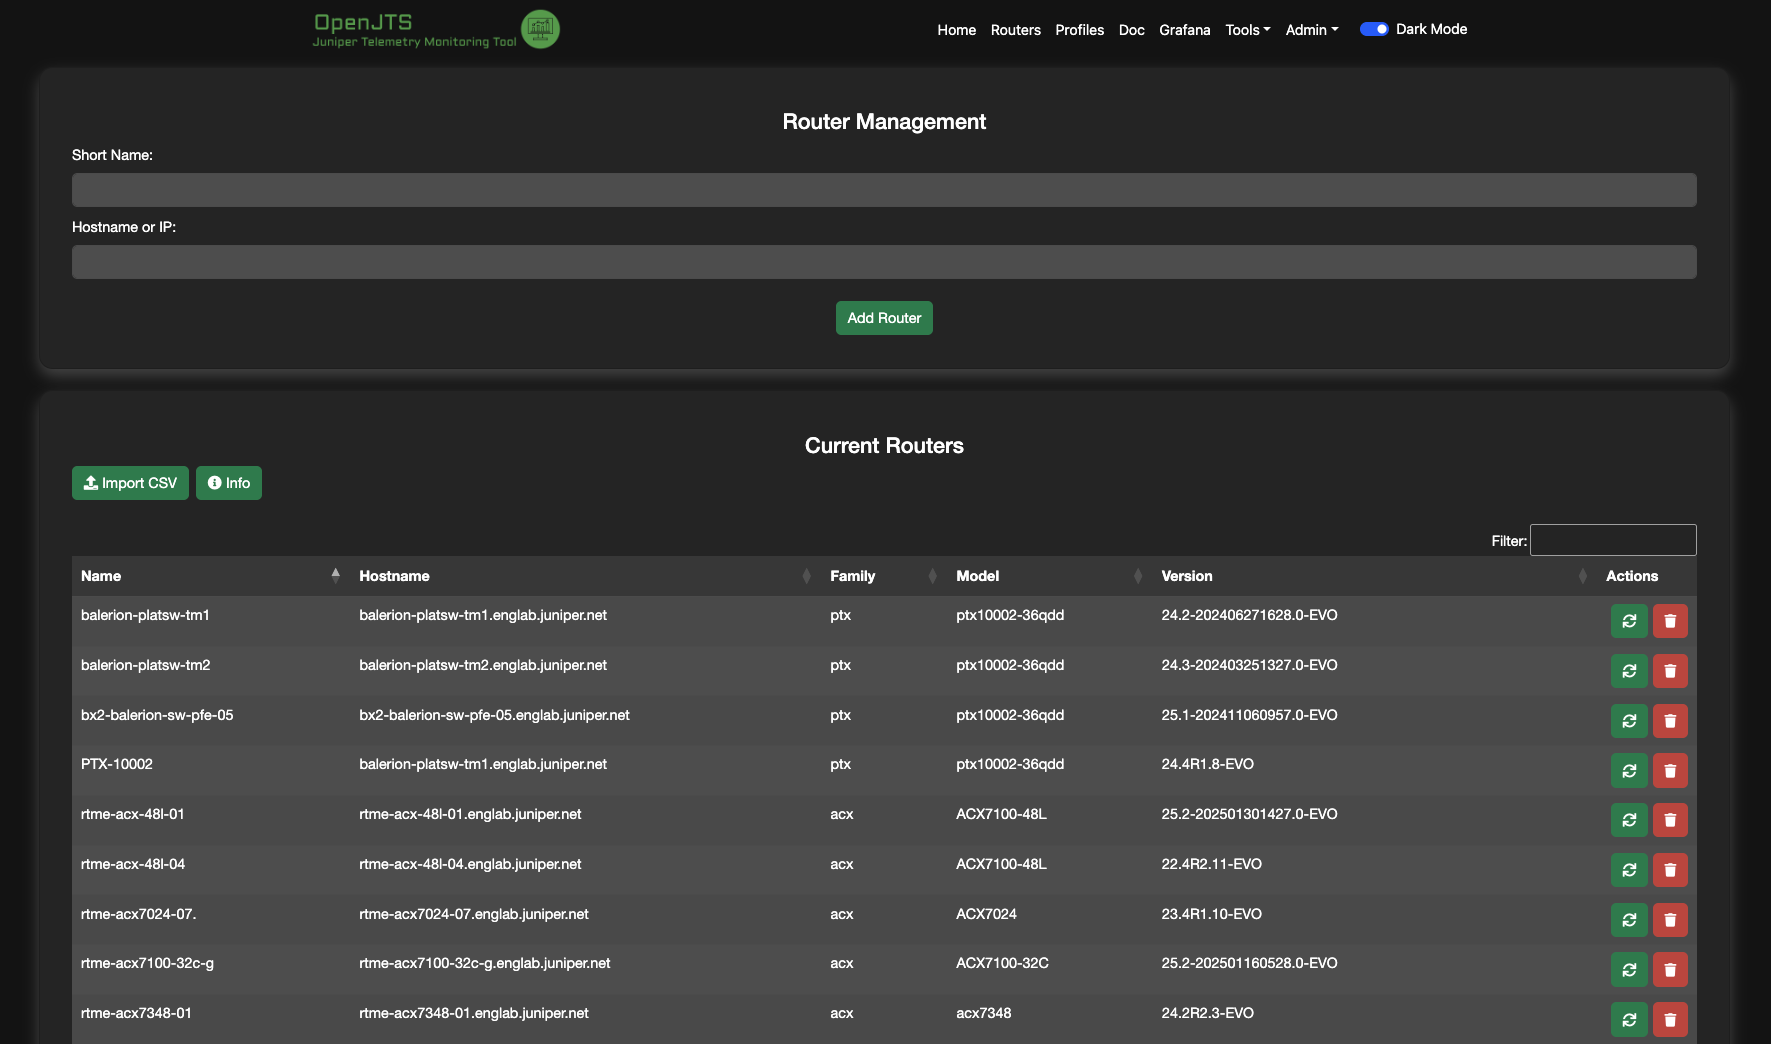 OpenJTS
Juniper Telemetry Monitoring Tool
Home Routers Profiles Doc Grafana Tools Admin Dark Mode
Router Management
Short Name:
Hostname or IP:
Add Router
Current Routers
Import CSV Info
Filter:
Name Hostname Family Model Version Actions
balerion-platsw-tm1 balerion-platsw-tm1.englab.juniper.net ptx ptx10002-36qdd 24.2-202406271628.0-EVO
balerion-platsw-tm2 balerion-platsw-tm2.englab.juniper.net ptx ptx10002-36qdd 24.3-202403251327.0-EVO
bx2-balerion-sw-pfe-05 bx2-balerion-sw-pfe-05.englab.juniper.net ptx ptx10002-36qdd 25.1-202411060957.0-EVO
PTX-10002 balerion-platsw-tm1.englab.juniper.net ptx ptx10002-36qdd 24.4R1.8-EVO
rtme-acx-48l-01 rtme-acx-48l-01.englab.juniper.net acx ACX7100-48L 25.2-202501301427.0-EVO
rtme-acx-48l-04 rtme-acx-48l-04.englab.juniper.net acx ACX7100-48L 22.4R2.11-EVO
rtme-acx7024-07. rtme-acx7024-07.englab.juniper.net acx ACX7024 23.4R1.10-EVO
rtme-acx7100-32c-g rtme-acx7100-32c-g.englab.juniper.net acx ACX7100-32C 25.2-202501160528.0-EVO
rtme-acx7348-01 rtme-acx7348-01.englab.juniper.net acx acx7348 24.2R2.3-EVO